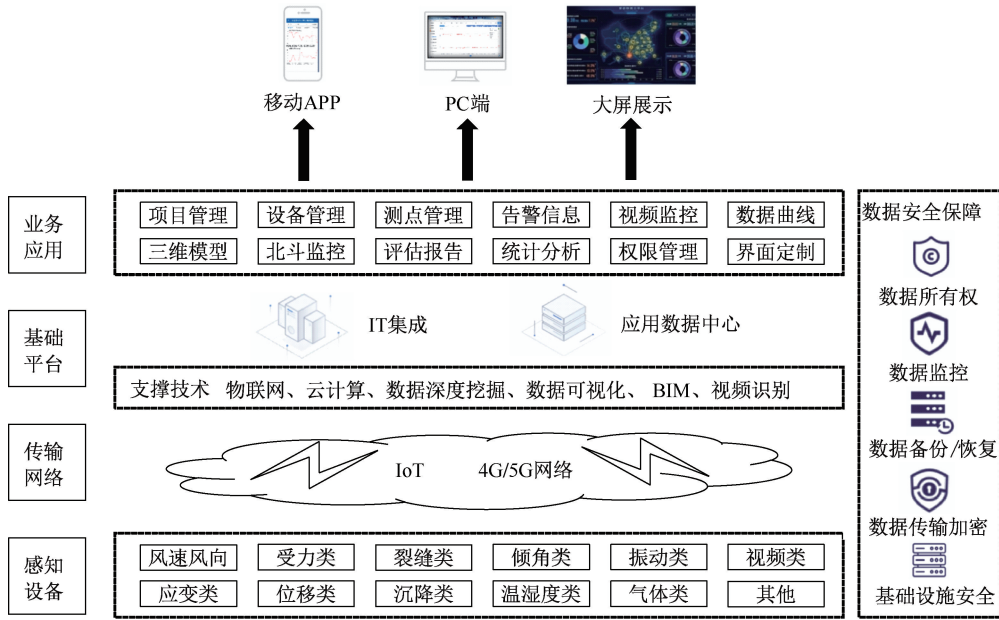 移动APP
PC端
大屏展示
业务
应用
项目管理 设备管理 测点管理 告警信息 视频监控 数据曲线
三维模型 北斗监控 评估报告 统计分析 权限管理 界面定制
基础
平台
IT集成
应用数据中心
支撑技术 物联网、云计算、数据深度挖掘、数据可视化、BIM、视频识别
传输
网络
IoT 4G/5G网络
感知
设备
风速风向 受力类 裂缝类 倾角类 振动类 视频类
应变类 位移类 沉降类 温湿度类 气体类 其他
数据安全保障
数据所有权
数据监控
数据备份/恢复
数据传输加密
基础设施安全